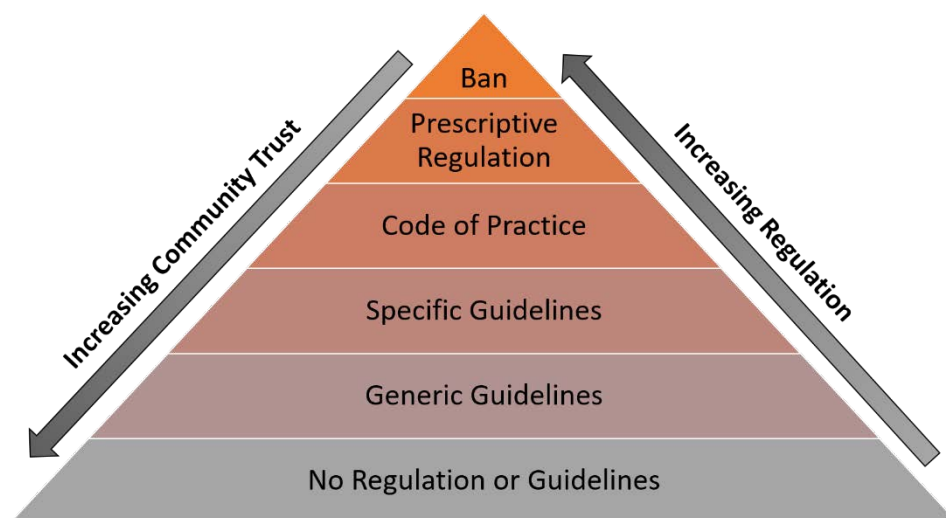 Ban
Prescriptive
Regulation
Code of Practice
Specific Guidelines
Generic Guidelines
No Regulation or Guidelines
Increasing Community Trust
Increasing Regulation